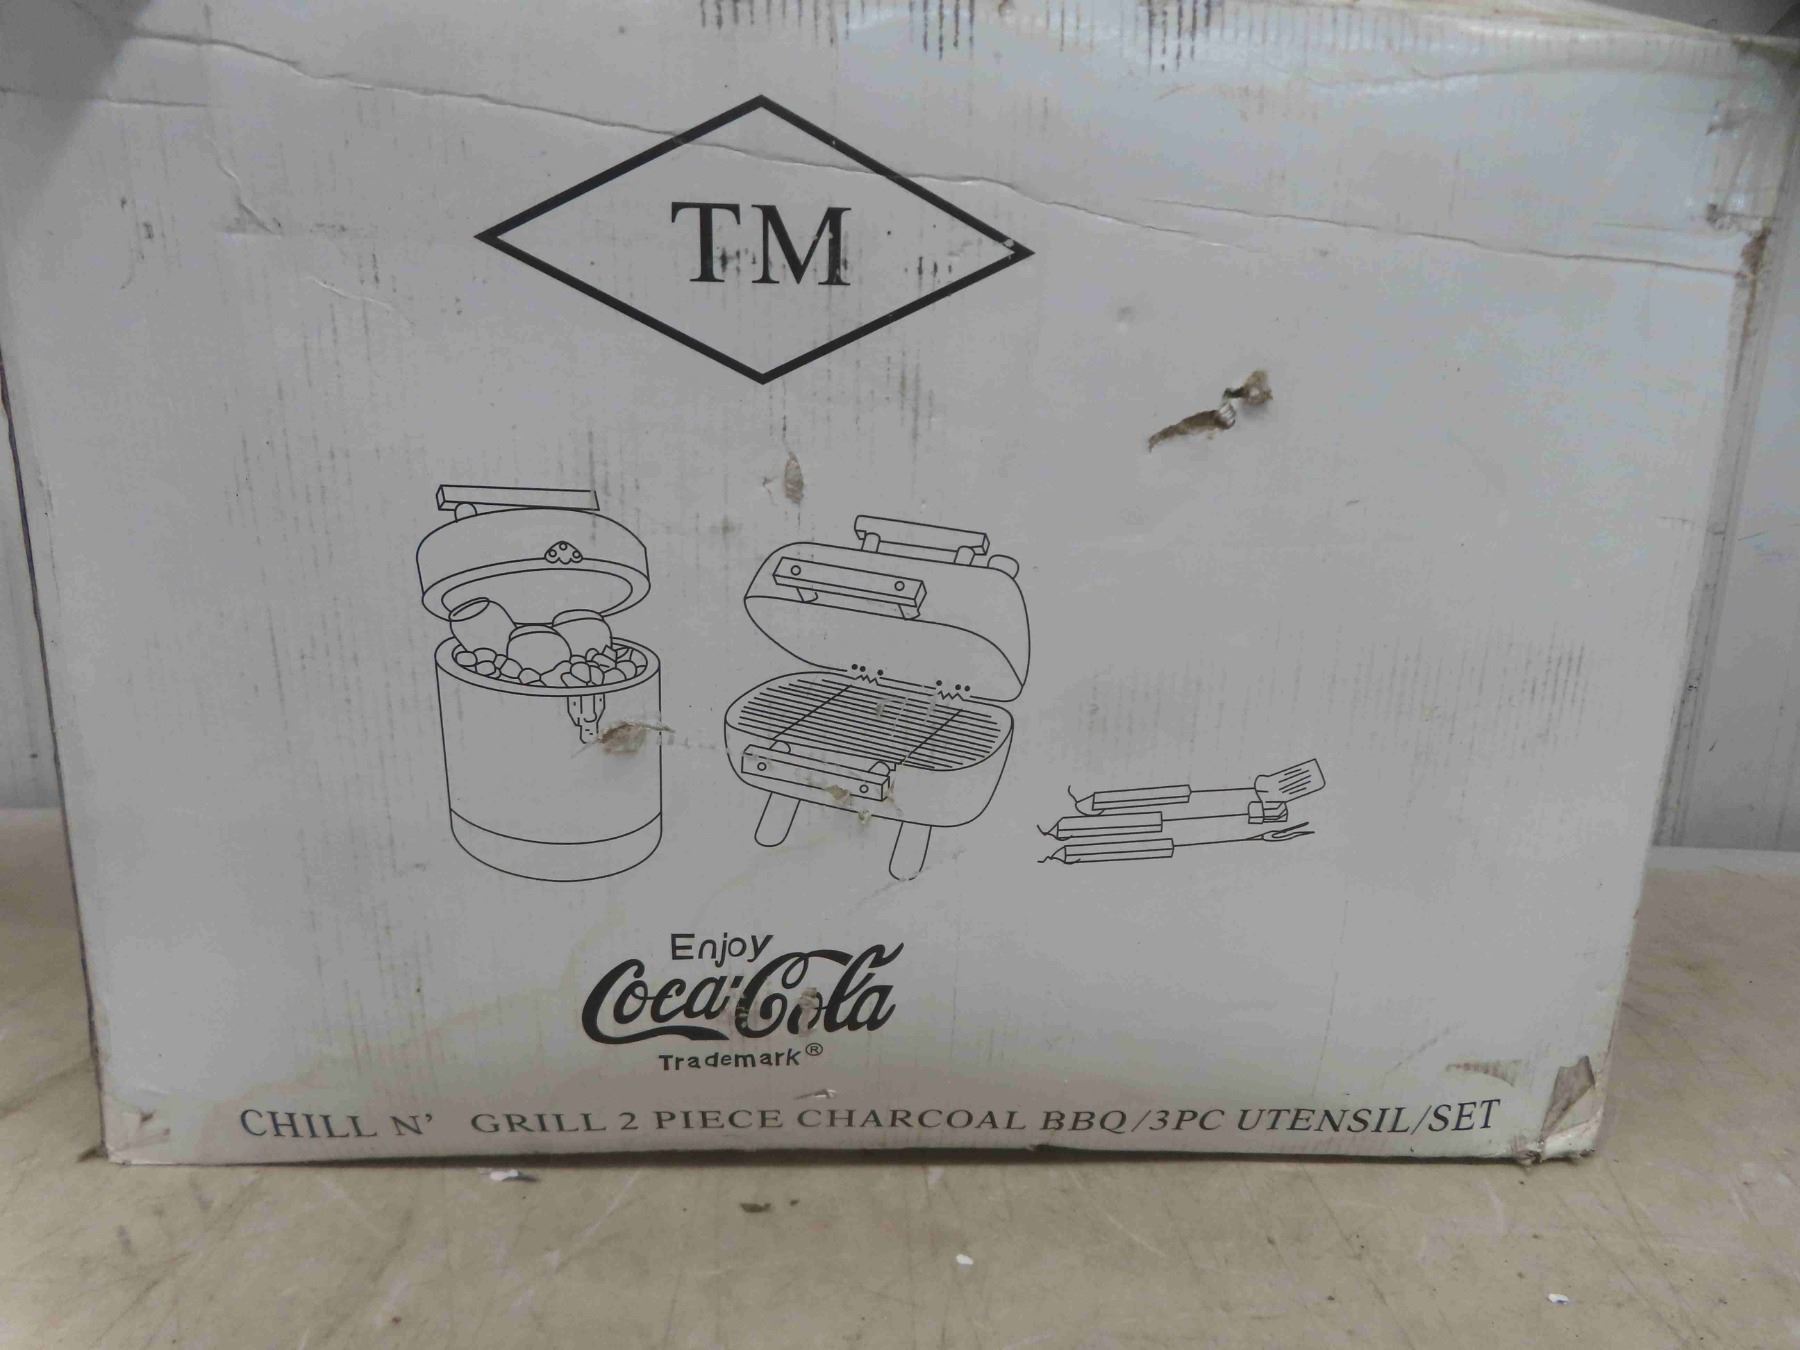 TM
Enjoy
Coca-Cola
Trademark®
CHILL N' GRILL 2 PIECE CHARCOAL BBQ/3PC UTENSIL/SET